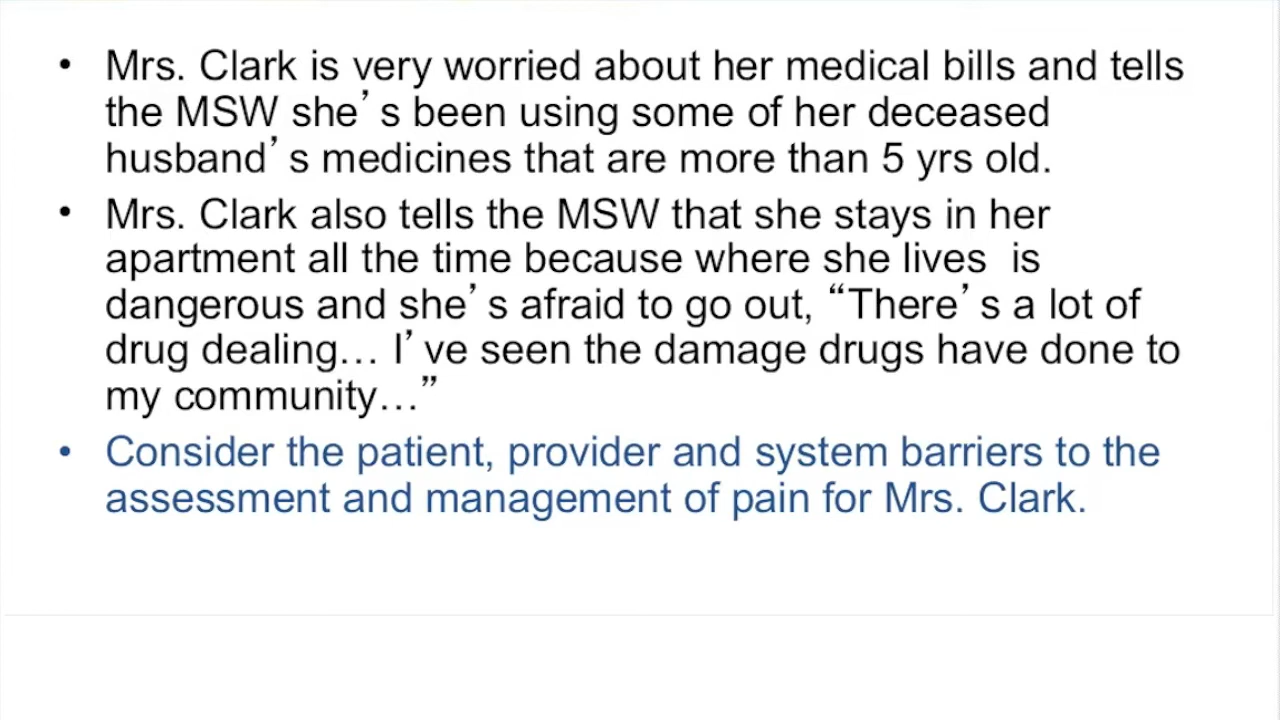 • Mrs. Clark is very worried about her medical bills and tells
the MSW she’s been using some of her deceased
husband’s medicines that are more than 5 yrs old.
• Mrs. Clark also tells the MSW that she stays in her
apartment all the time because where she lives  is
dangerous and she’s afraid to go out, “There’s a lot of
drug dealing… I’ve seen the damage drugs have done to
my community…”
• Consider the patient, provider and system barriers to the
assessment and management of pain for Mrs. Clark.